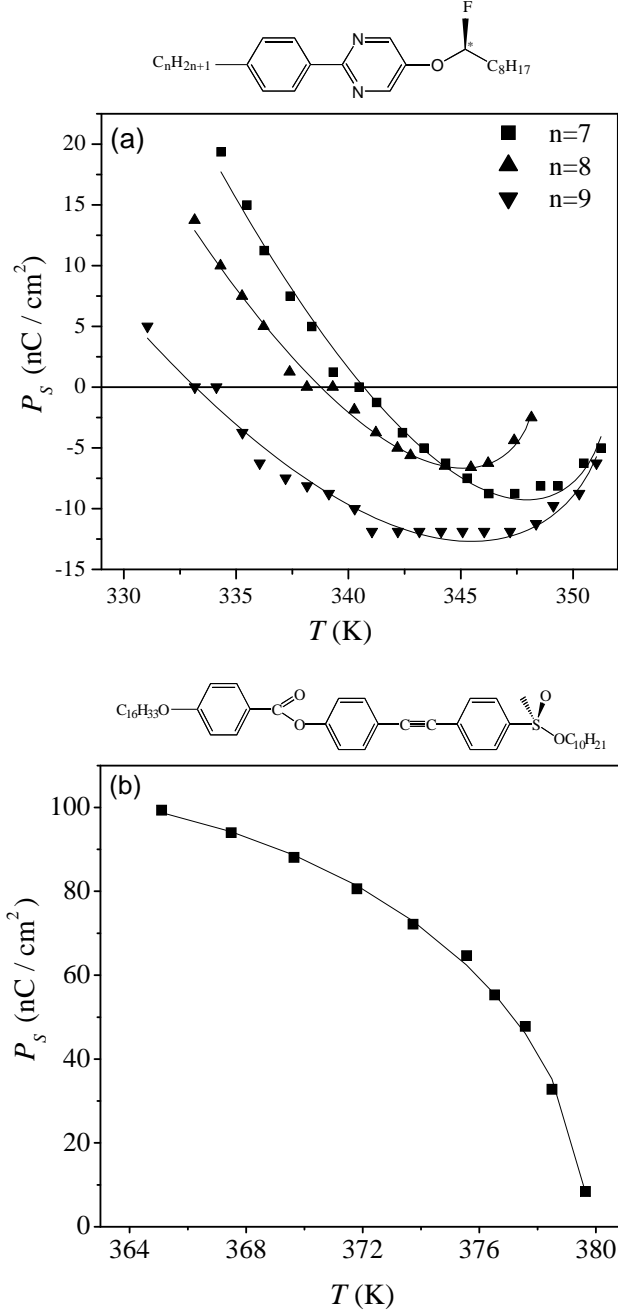 F
CnH2n+1
N
N
O
*
C8H17
(a)
n=7
n=8
n=9
20
15
10
5
0
-5
-10
-15
Ps (nC / cm²)
330
335
340
345
350
T (K)
C16H33O
C
O
O
S
O
OC10H21
(b)
100
80
60
40
20
0
Ps (nC / cm²)
364
368
372
376
380
T (K)